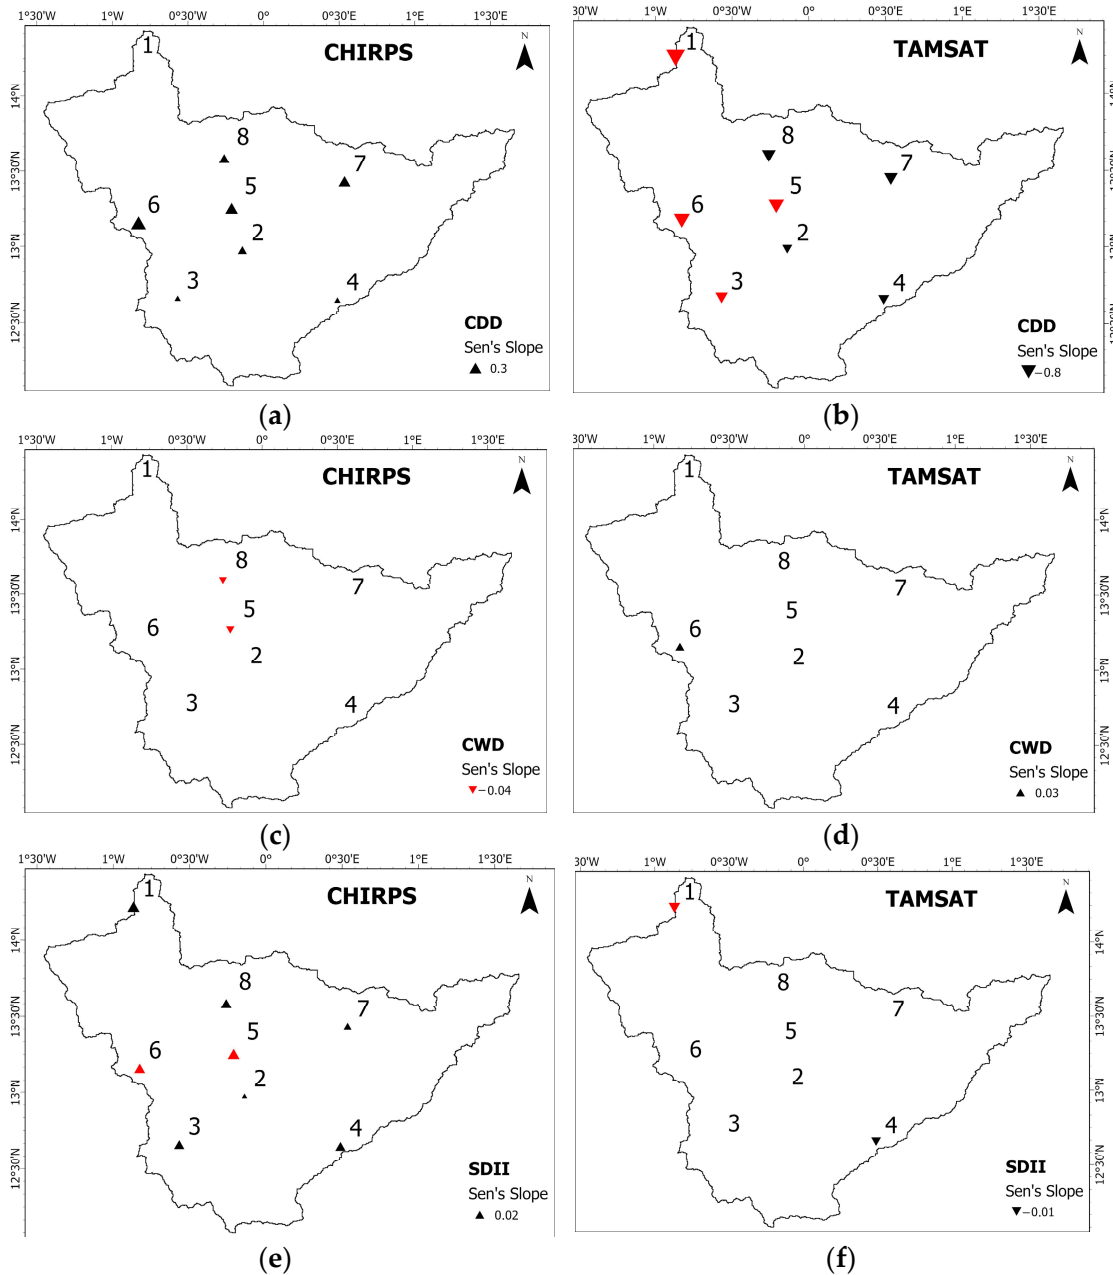 1°30'W 1°W 0°30'W 0° 0°30'E 1°E 1°30'E
CHIRPS
N
1
8
7
5
6
2
3
4
14°N
13°30'N
13°N
12°30'N
CDD
Sen's Slope
0.3
(a)
30'W 1°W 0°30'W 0° 0°30'E 1°E 1°30'E
TAMSAT
N
1
8
7
5
6
2
3
4
14°N
13°N
CDD
Sen's Slope
−0.8
(b)
1°30'W 1°W 0°30'W 0° 0°30'E 1°E 1°30'E
CHIRPS
N
1
8
7
5
6
2
3
4
14°N
13°30'N
13°N
12°30'N
CWD
Sen's Slope
−0.04
(c)
30'W 1°W 0°30'W 0° 0°30'E 1°E 1°30'E
TAMSAT
N
1
8
7
5
6
2
3
4
14°N
13°30'N
13°N
12°30'N
CWD
Sen's Slope
0.03
(d)
1°30'W 1°W 0°30'W 0° 0°30'E 1°E 1°30'E
CHIRPS
N
1
8
7
5
6
2
3
4
14°N
13°30'N
13°N
12°30'N
SDII
Sen's Slope
0.02
(e)
30'W 1°W 0°30'W 0° 0°30'E 1°E 1°30'E
TAMSAT
N
1
8
7
5
6
2
3
4
14°N
13°30'N
13°N
12°30'N
SDII
Sen's Slope
−0.01
(f)